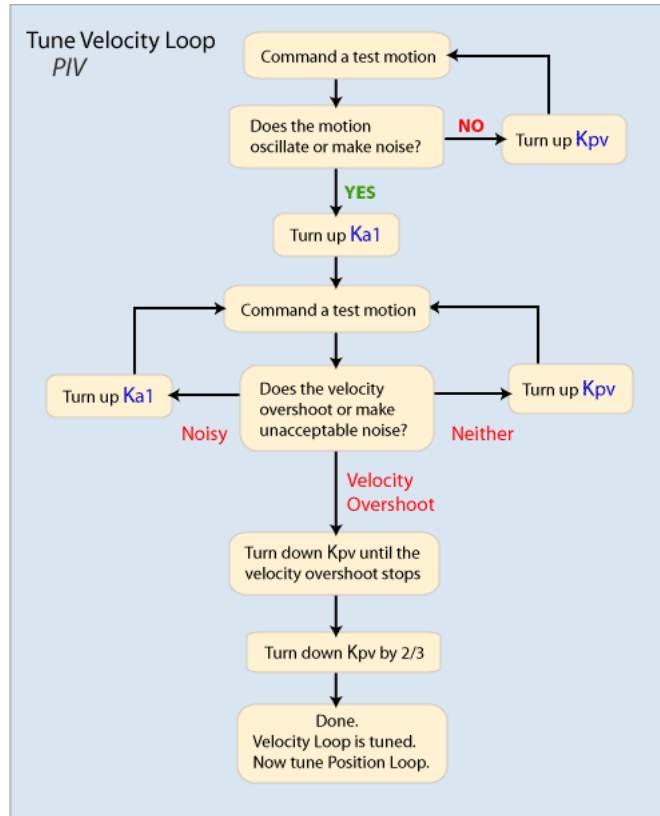 Tune Velocity Loop
PIV
Command a test motion
Does the motion
oscillate or make noise?
NO
Turn up Kpv
YES
Turn up Ka1
Command a test motion
Turn up Ka1
Does the velocity
overshoot or make
unacceptable noise?
Turn up Kpv
Noisy
Neither
Velocity
Overshoot
Turn down Kpv until the
velocity overshoot stops
Turn down Kpv by 2/3
Done.
Velocity Loop is tuned.
Now tune Position Loop.